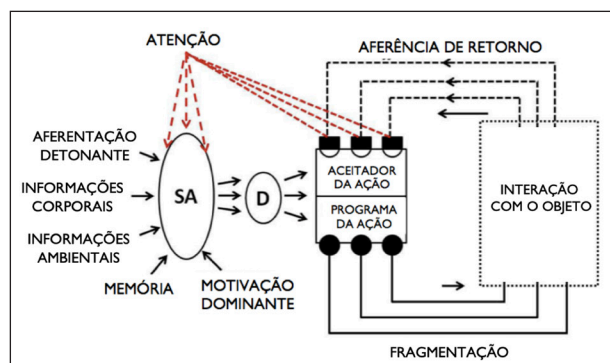 ATENÇÃO
AFERÊNCIA DE RETORNO
AFERENTAÇÃO
DETONANTE
INFORMAÇÕES
CORPORAIS
INFORMAÇÕES
AMBIENTAIS
MEMÓRIA
MOTIVAÇÃO
DOMINANTE
SA
D
ACEITADOR
DA AÇÃO
PROGRAMA
DA AÇÃO
INTERAÇÃO
COM O OBJETO
FRAGMENTAÇÃO